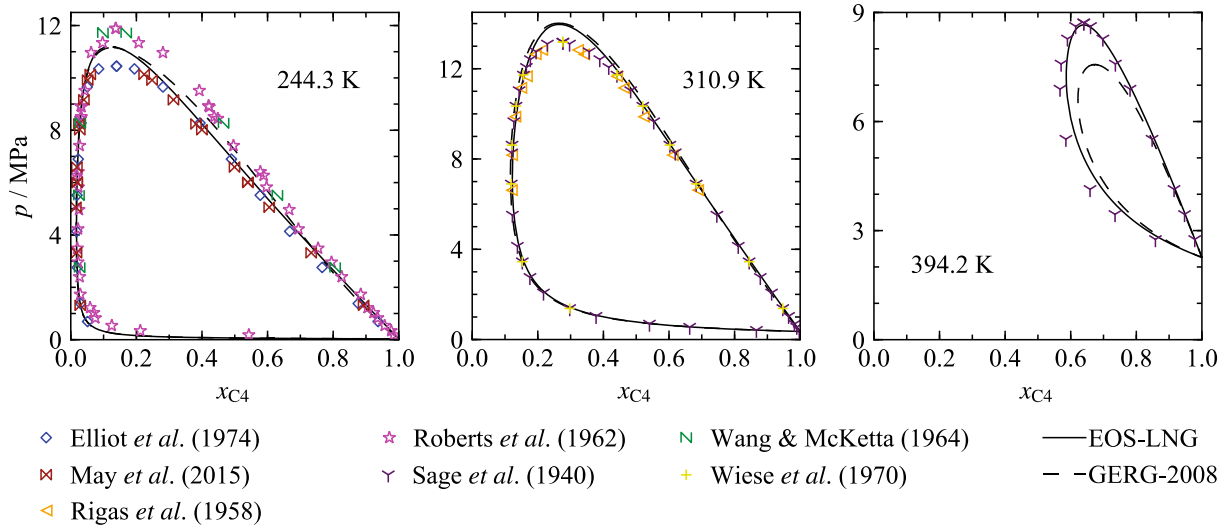 12
8
4
0
p / MPa
244.3 K
0.0 0.2 0.4 0.6 0.8 1.0
xC4
12
8
4
0
310.9 K
0.0 0.2 0.4 0.6 0.8 1.0
xC4
9
6
3
0
394.2 K
0.0 0.2 0.4 0.6 0.8 1.0
xC4
Elliot et al. (1974)
Roberts et al. (1962)
Wang & McKetta (1964)
EOS-LNG
May et al. (2015)
Sage et al. (1940)
Wiese et al. (1970)
GERG-2008
Rigas et al. (1958)